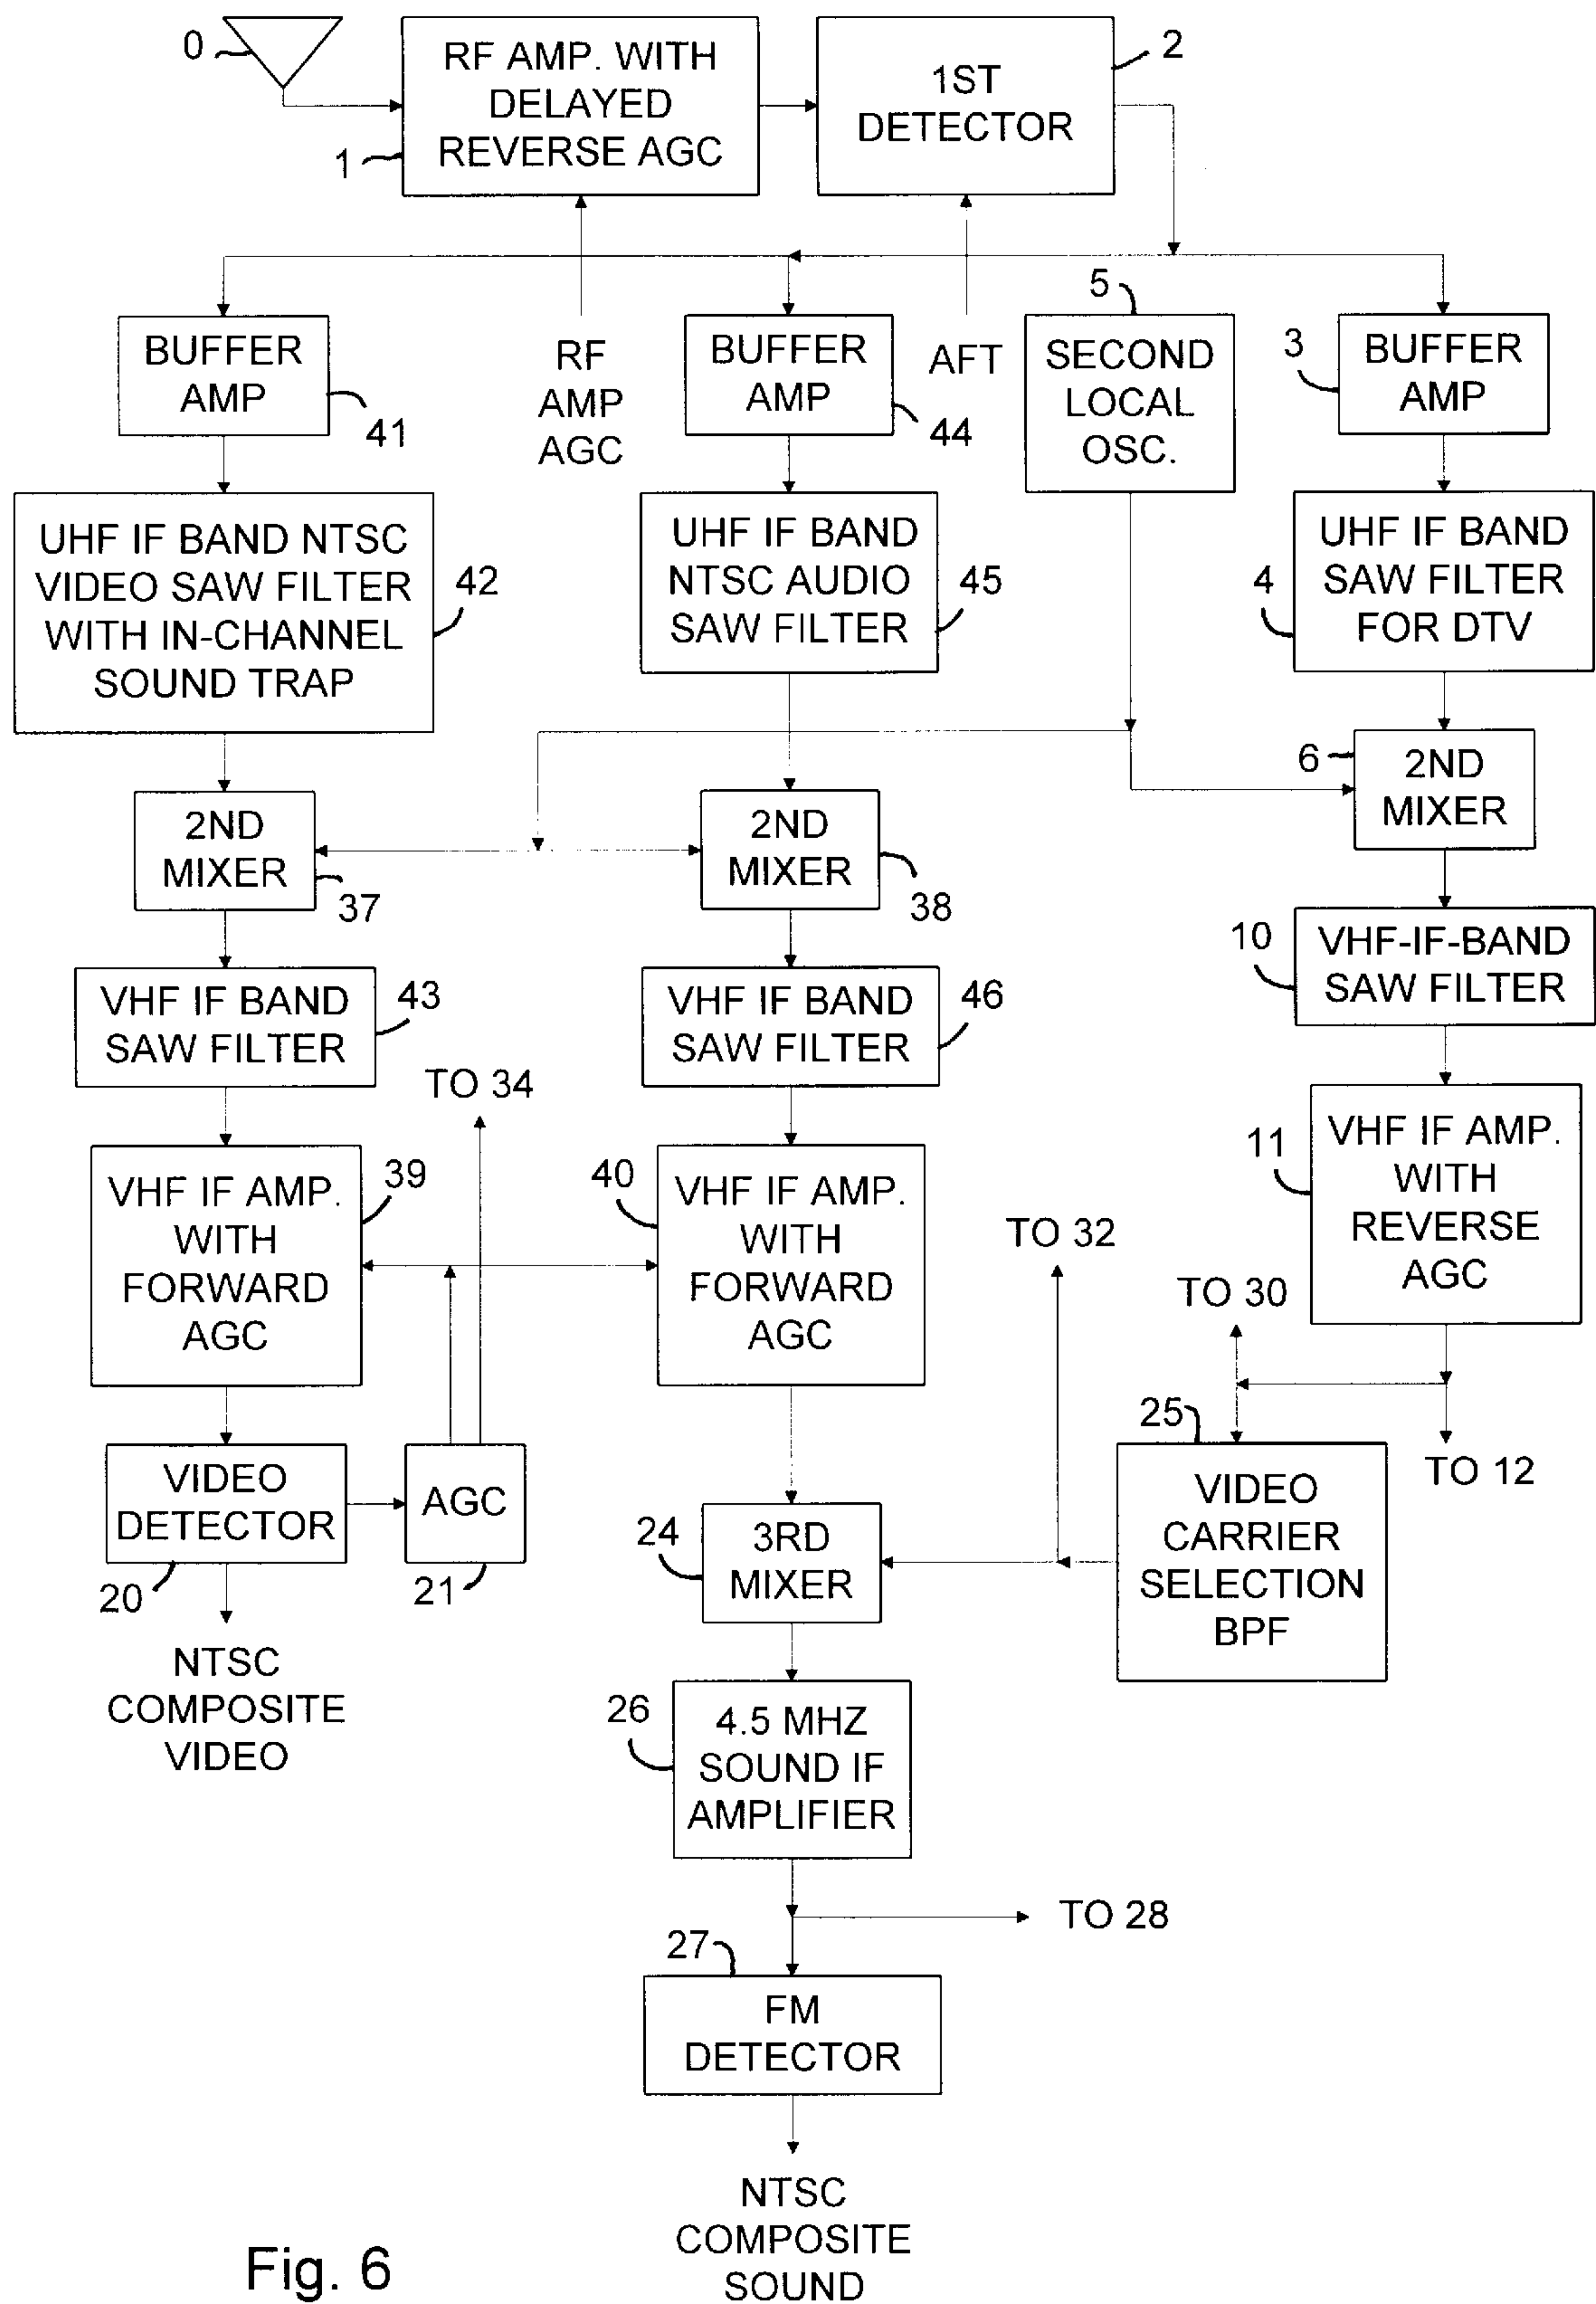 0
RF AMP. WITH
DELAYED
REVERSE AGC
1
1ST
DETECTOR
2
BUFFER
AMP
41
RF
AMP
AGC
BUFFER
AMP
44
AFT
5
SECOND
LOCAL
OSC.
3
BUFFER
AMP
UHF IF BAND NTSC
VIDEO SAW FILTER
WITH IN-CHANNEL
SOUND TRAP
42
UHF IF BAND
NTSC AUDIO
SAW FILTER
45
4
UHF IF BAND
SAW FILTER
FOR DTV
2ND
MIXER
37
2ND
MIXER
38
6
2ND
MIXER
VHF IF BAND
SAW FILTER
43
VHF IF BAND
SAW FILTER
46
10
VHF-IF-BAND
SAW FILTER
TO 34
VHF IF AMP.
WITH
FORWARD
AGC
39
40
VHF IF AMP.
WITH
FORWARD
AGC
TO 32
11
VHF IF AMP.
WITH
REVERSE
AGC
TO 30
TO 12
VIDEO
DETECTOR
20
AGC
21
24
3RD
MIXER
25
VIDEO
CARRIER
SELECTION
BPF
NTSC
COMPOSITE
VIDEO
26
4.5 MHZ
SOUND IF
AMPLIFIER
TO 28
27
FM
DETECTOR
NTSC
COMPOSITE
SOUND
Fig. 6